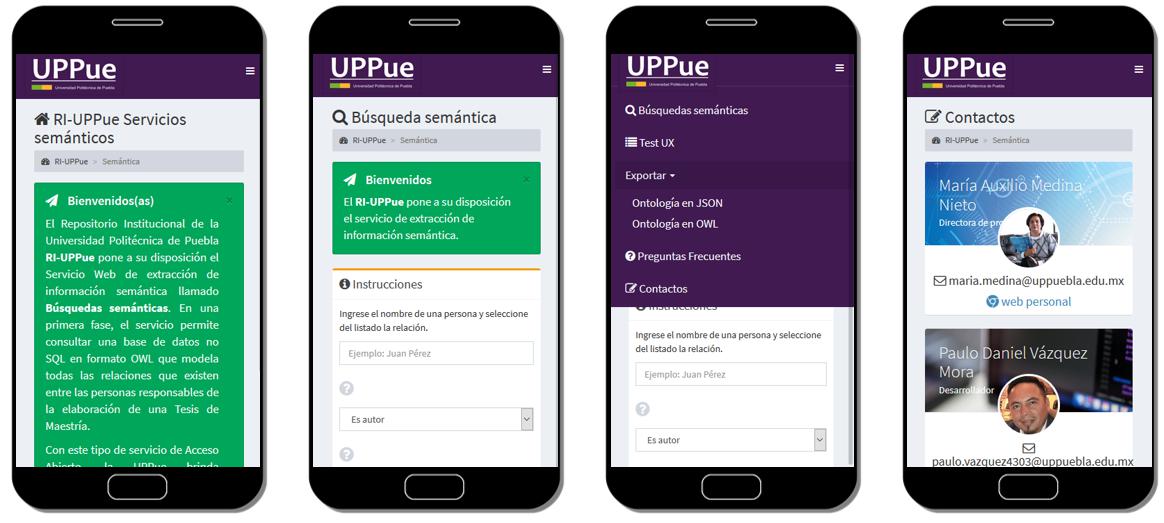 UPPue
Universidad Politécnica de Puebla
RI-UPPue Servicios
semánticos
RI-UPPue > Semántica
Bienvenidos(as)
×
El Repositorio Institucional de la
Universidad Politécnica de Puebla
RI-UPPue pone a su disposición el
Servicio Web de extracción de
información semántica llamado
Búsquedas semánticas. En una
primera fase, el servicio permite
consultar una base de datos no
SQL en formato OWL que modela
todas las relaciones que existen
entre las personas responsables de
la elaboración de una Tesis de
Maestría.
Con este tipo de servicio de Acceso
Abierto, la UPPue brinda
UPPue
Universidad Politécnica de Puebla
Búsqueda semántica
RI-UPPue > Semántica
Bienvenidos
×
El RI-UPPue pone a su disposición
el servicio de extracción de
información semántica.
Instrucciones
Ingrese el nombre de una persona y seleccione
del listado la relación.
Ejemplo: Juan Pérez
Es autor
UPPue
Universidad Politécnica de Puebla
Búsquedas semánticas
Test UX
Exportar
Ontología en JSON
Ontología en OWL
Preguntas Frecuentes
Contactos
Instrucciones
Ingrese el nombre de una persona y seleccione
del listado la relación.
Ejemplo: Juan Pérez
Es autor
UPPue
Universidad Politécnica de Puebla
Contactos
RI-UPPue > Semántica
María Auxilio Medina
Nieto
Directora de
maria.medina@uppuebla.edu.mx
web personal
Paulo Daniel Vázquez
Mora
Desarrollador
paulo.vazquez4303@uppuebla.edu.mx